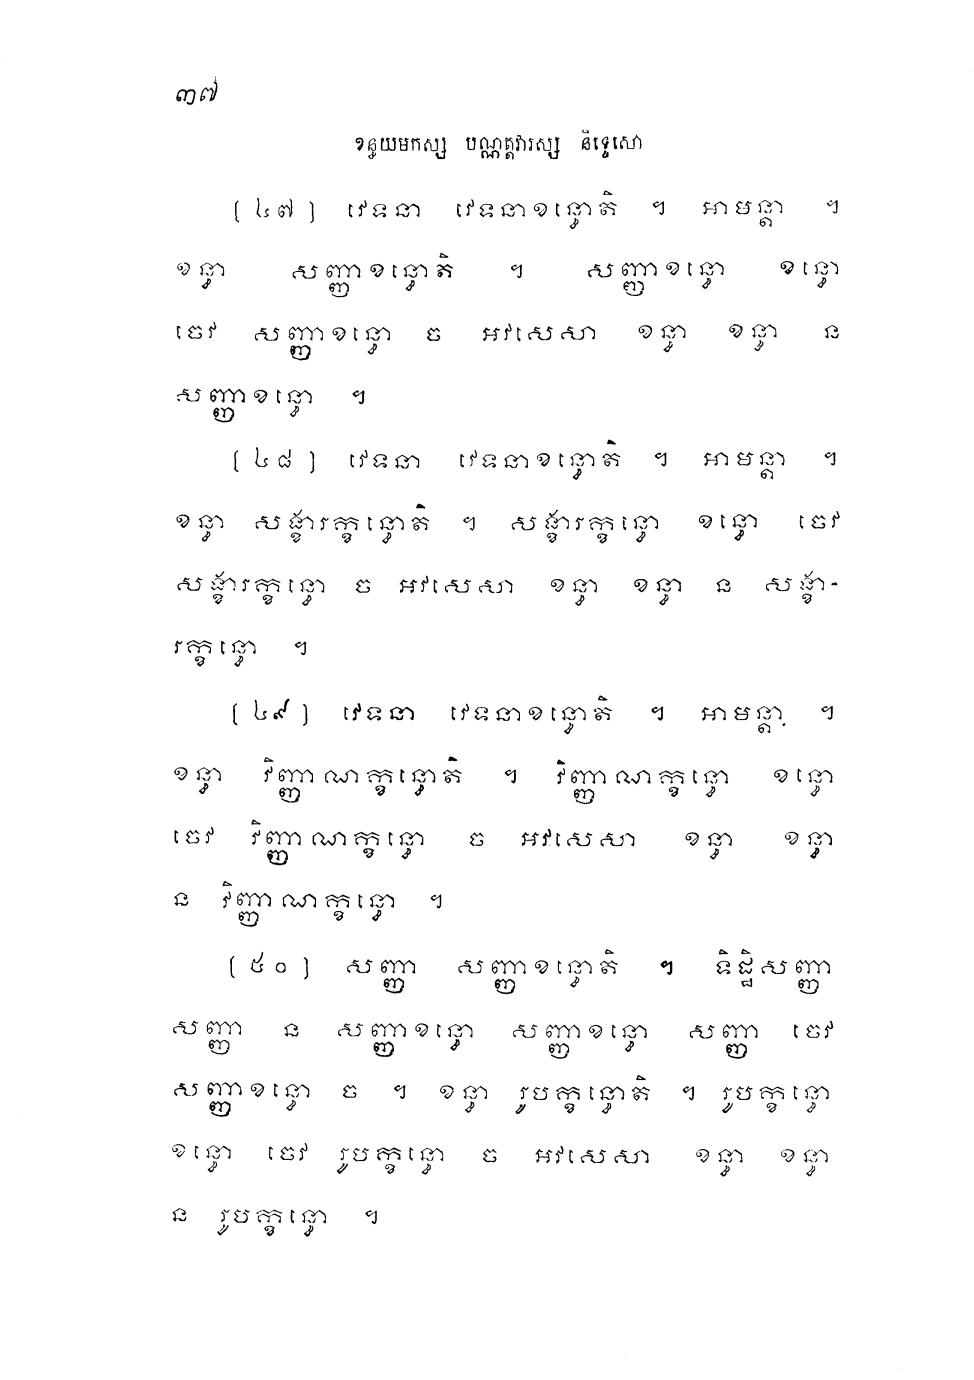 ៣៧
ខន្ធយមកស្ស បណ្ណត្តវារស្ស និទ្ទេសោ
(៤៧) វេទនា វេទនាខន្ធោតិ ។ អាមន្តា ។
ខន្ធា សញ្ញាខន្ធោតិ ។ សញ្ញាខន្ធោ ខន្ធោ
ចេវ សញ្ញាខន្ធោ ច អវសេសា ខន្ធា ខន្ធា ន
សញ្ញាខន្ធោ ។
(៤៨) វេទនា វេទនាខន្ធោតិ ។ អាមន្តា ។
ខន្ធា សង្ខារក្ខន្ធោតិ ។ សង្ខារក្ខន្ធោ ខន្ធោ ចេវ
សង្ខារក្ខន្ធោ ច អវសេសា ខន្ធា ខន្ធា ន សង្ខា-
រក្ខន្ធោ ។
(៤៩) វេទនា វេទនាខន្ធោតិ ។ អាមន្តា ។
ខន្ធា វិញ្ញាណក្ខន្ធោតិ ។ វិញ្ញាណក្ខន្ធោ ខន្ធោ
ចេវ វិញ្ញាណក្ខន្ធោ ច អវសេសា ខន្ធា ខន្ធា
ន វិញ្ញាណក្ខន្ធោ ។
(៥០) សញ្ញា សញ្ញាខន្ធោតិ ។ ទិដ្ឋិសញ្ញា
សញ្ញា ន សញ្ញាខន្ធោ សញ្ញាខន្ធោ សញ្ញា ចេវ
សញ្ញាខន្ធោ ច ។ ខន្ធា រូបក្ខន្ធោតិ ។ រូបក្ខន្ធោ
ខន្ធោ ចេវ រូបក្ខន្ធោ ច អវសេសា ខន្ធា ខន្ធា
ន រូបក្ខន្ធោ ។